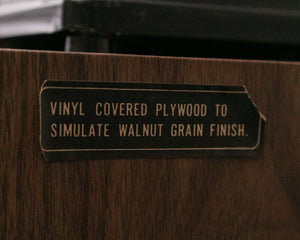 VINYL COVERED PLYWOOD TO
SIMULATE WALNUT GRAIN FINISH.